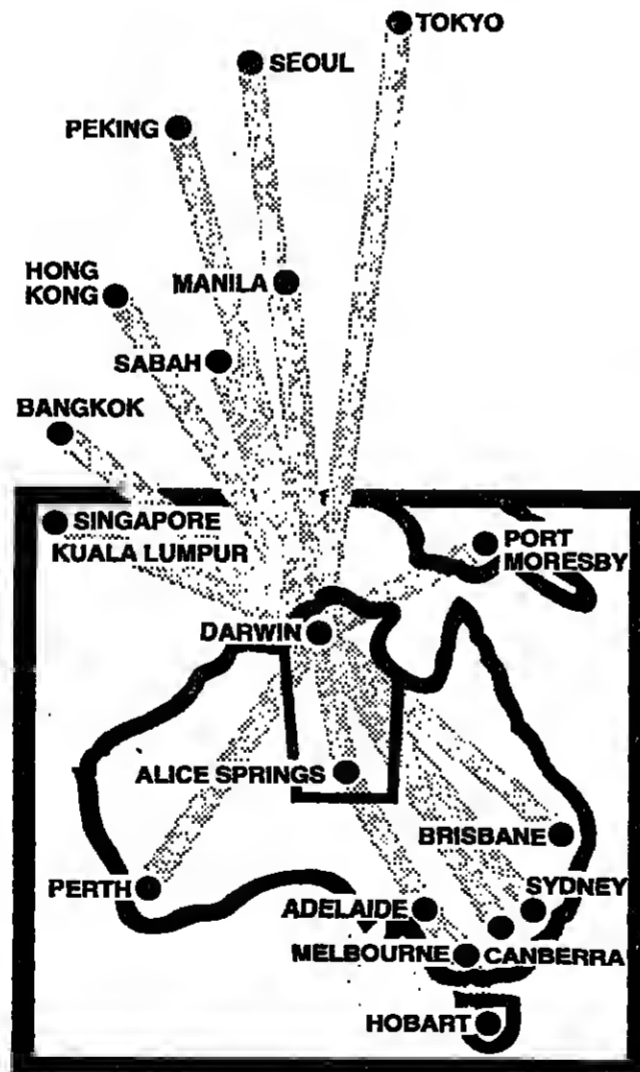 TOKYO
SEOUL
PEKING
HONG
KONG
MANILA
SABAH
BANGKOK
SINGAPORE
KUALA LUMPUR
PORT
MORESBY
DARWIN
ALICE SPRINGS
BRISBANE
PERTH
SYDNEY
ADELAIDE
MELBOURNE
CANBERRA
HOBART